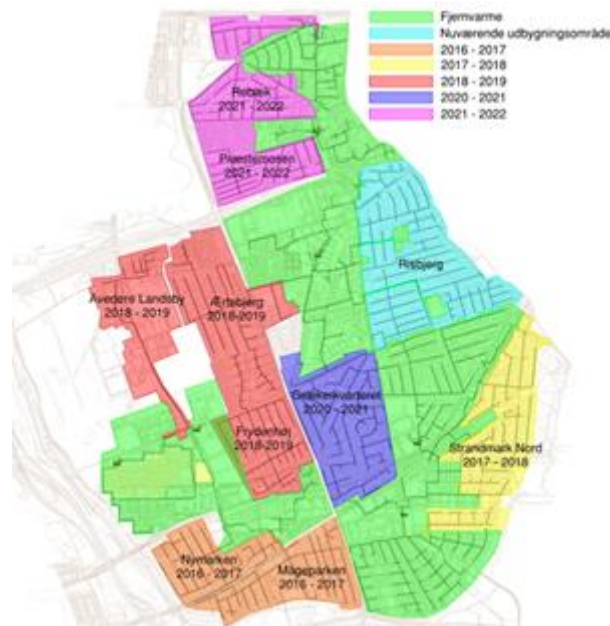 Fjernvarme
Nuværende udbygningsområde
2016 - 2017
2017 - 2018
2018 - 2019
2020 - 2021
2021 - 2022
Rebæk
2021 - 2022
Præstemosen
2021 - 2022
Risbjerg
Avedøre Landsby
2018 - 2019
Ærtebjerg
2018-2019
Grækerkvarteret
2020 - 2021
Frydenhøj
2018-2019
Strandmark Nord
2017 - 2018
Nymarken
2016 - 2017
Mågeparken
2016 - 2017